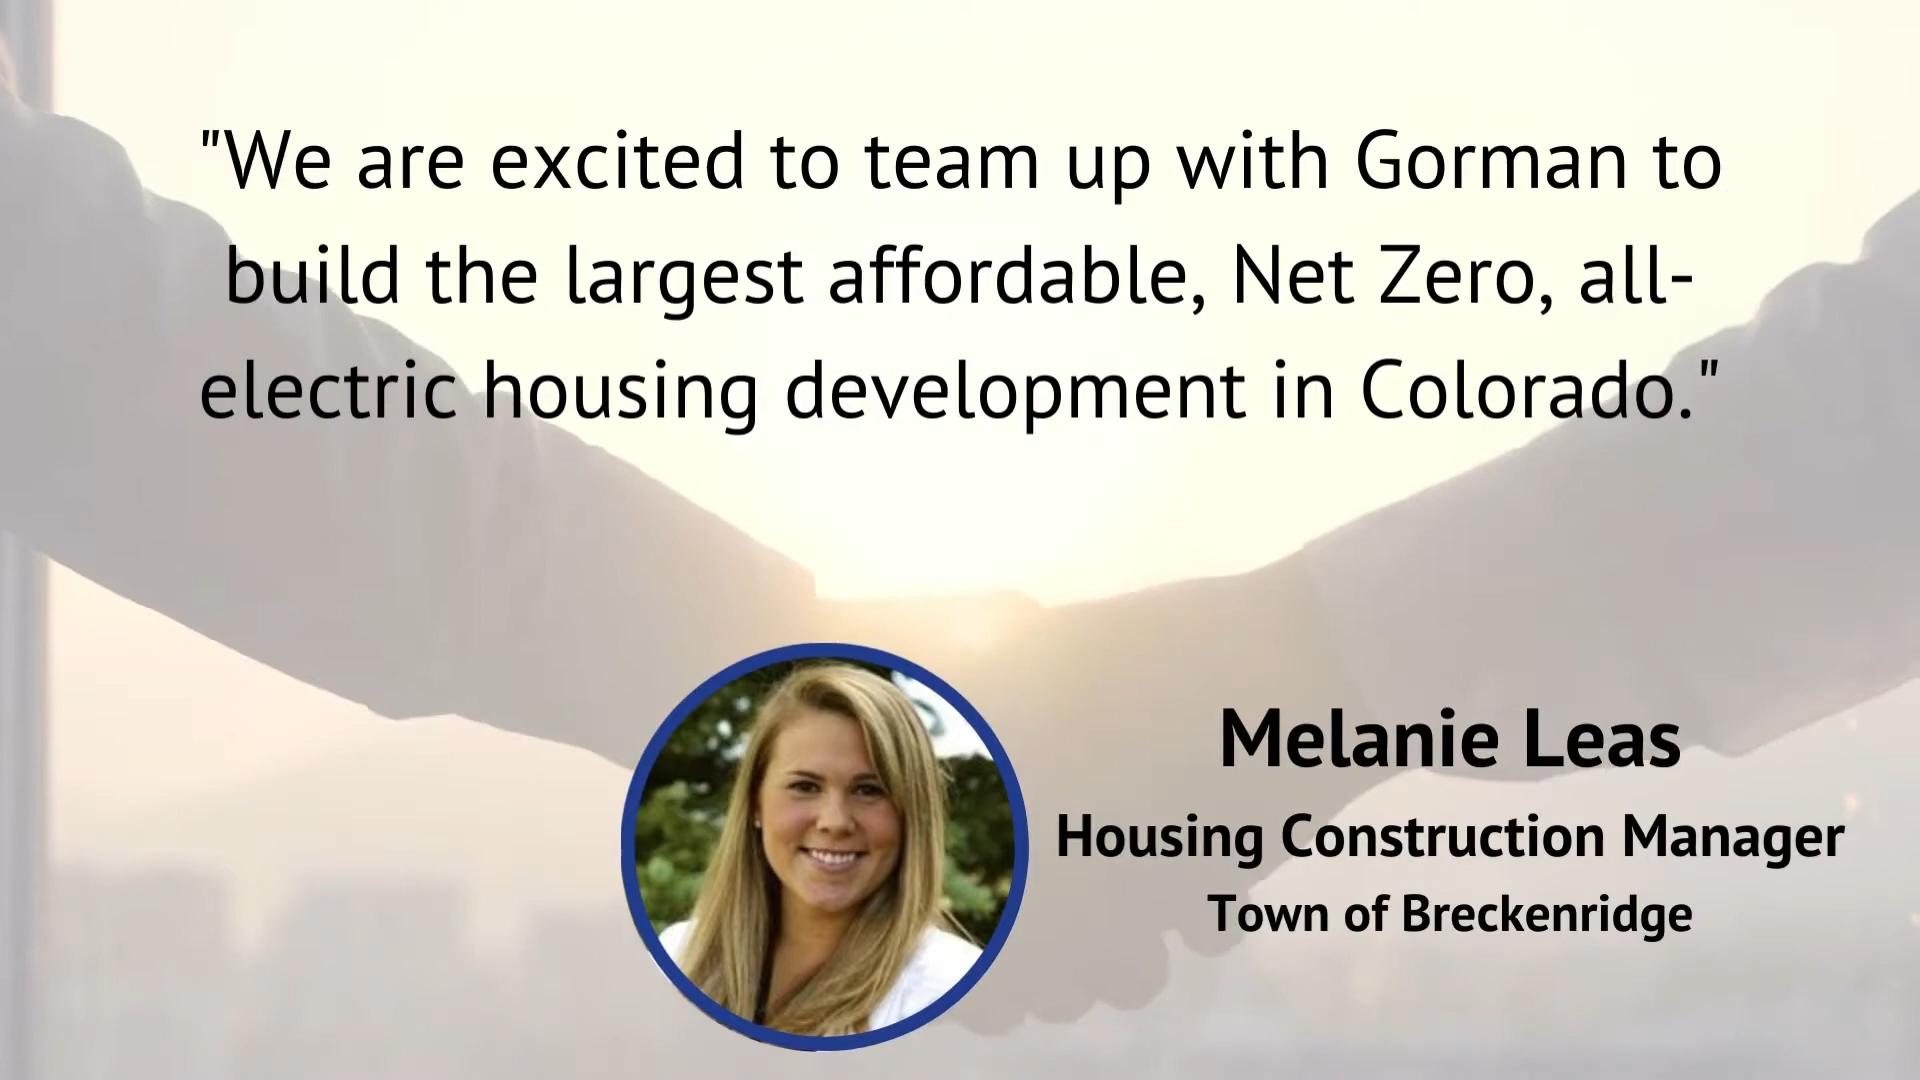 "We are excited to team up with Gorman to
build the largest affordable, Net Zero, all-
electric housing development in Colorado."
Melanie Leas
Housing Construction Manager
Town of Breckenridge